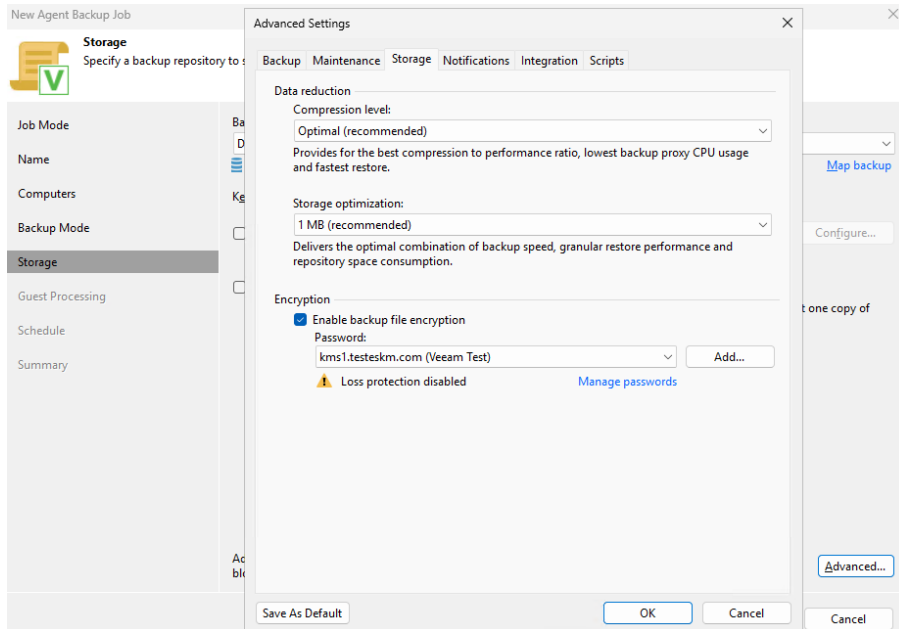 New Agent Backup Job
Storage
Specify a backup repository to
Job Mode
Name
Computers
Backup Mode
Storage
Guest Processing
Schedule
Summary
Map backup
Configure...
t one copy of
Advanced...
Cancel
Advanced Settings
Backup Maintenance Storage Notifications Integration Scripts
Data reduction
Compression level:
Optimal (recommended)
Provides for the best compression to performance ratio, lowest backup proxy CPU usage
and fastest restore.
Storage optimization:
1 MB (recommended)
Delivers the optimal combination of backup speed, granular restore performance and
repository space consumption.
Encryption
Enable backup file encryption
Password:
kms1.testeskm.com (Veeam Test)
Add...
Loss protection disabled
Manage passwords
Save As Default
OK
Cancel